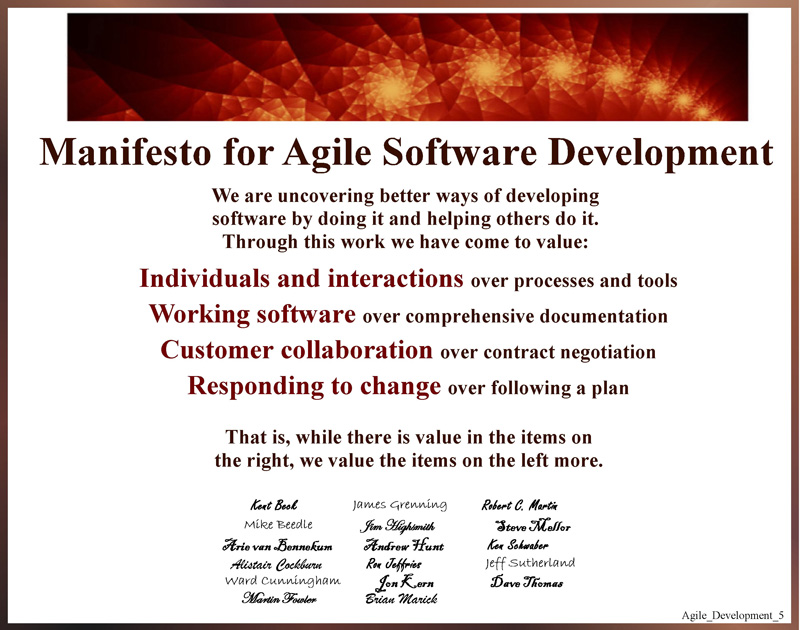 Manifesto for Agile Software Development
We are uncovering better ways of developing
software by doing it and helping others do it.
Through this work we have come to value:
Individuals and interactions over processes and tools
Working software over comprehensive documentation
Customer collaboration over contract negotiation
Responding to change over following a plan
That is, while there is value in the items on
the right, we value the items on the left more.
Kent Beck
Mike Beedle
Arie van Bennekum
Alistair Cockburn
Ward Cunningham
Martin Fowler
James Grenning
Jim Highsmith
Andrew Hunt
Ron Jeffries
Jon Kern
Brian Marick
Robert C. Martin
Steve Mellor
Ken Schwaber
Jeff Sutherland
Dave Thomas
Agile_Development_5